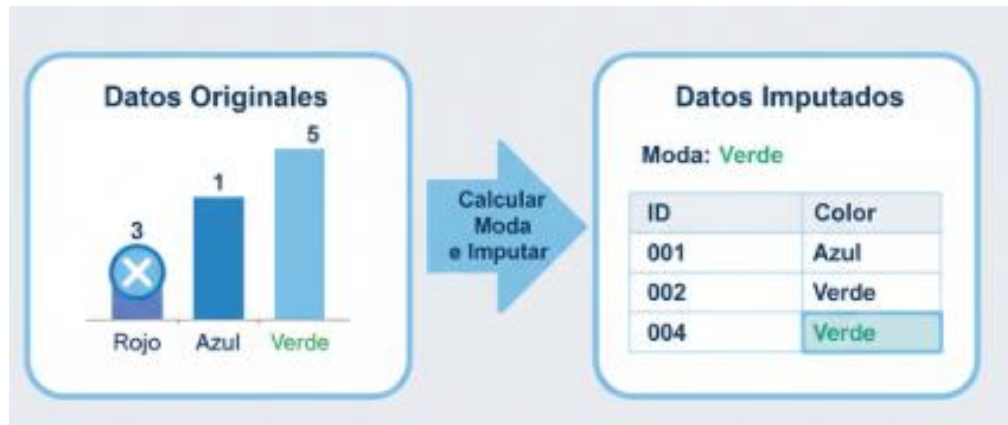 Datos Originales
5
1
3
Rojo Azul Verde
Calcular
Moda
e Imputar
Datos Imputados
Moda: Verde
ID Color
001 Azul
002 Verde
004 Verde